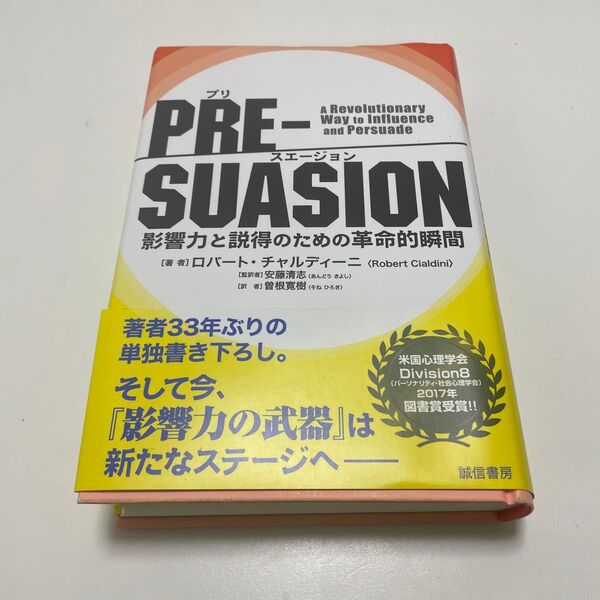 プリ
PRE-
A Revolutionary
Way to Influence
and Persuade
スエージョン
SUASION
影響力と説得のための革命的瞬間
[著 者] ロバート・チャルディーニ 〈Robert Cialdini〉
[監訳者] 安藤清志〈あんどう きよし〉
[訳 者] 曽根寛樹〈そね ひろき〉
著者33年ぶりの
単独書き下ろし。
そして今、
『影響力の武器』は
新たなステージへ――
米国心理学会
Division8
(パーソナリティ・社会心理学会)
2017年
図書賞受賞!!
誠信書房